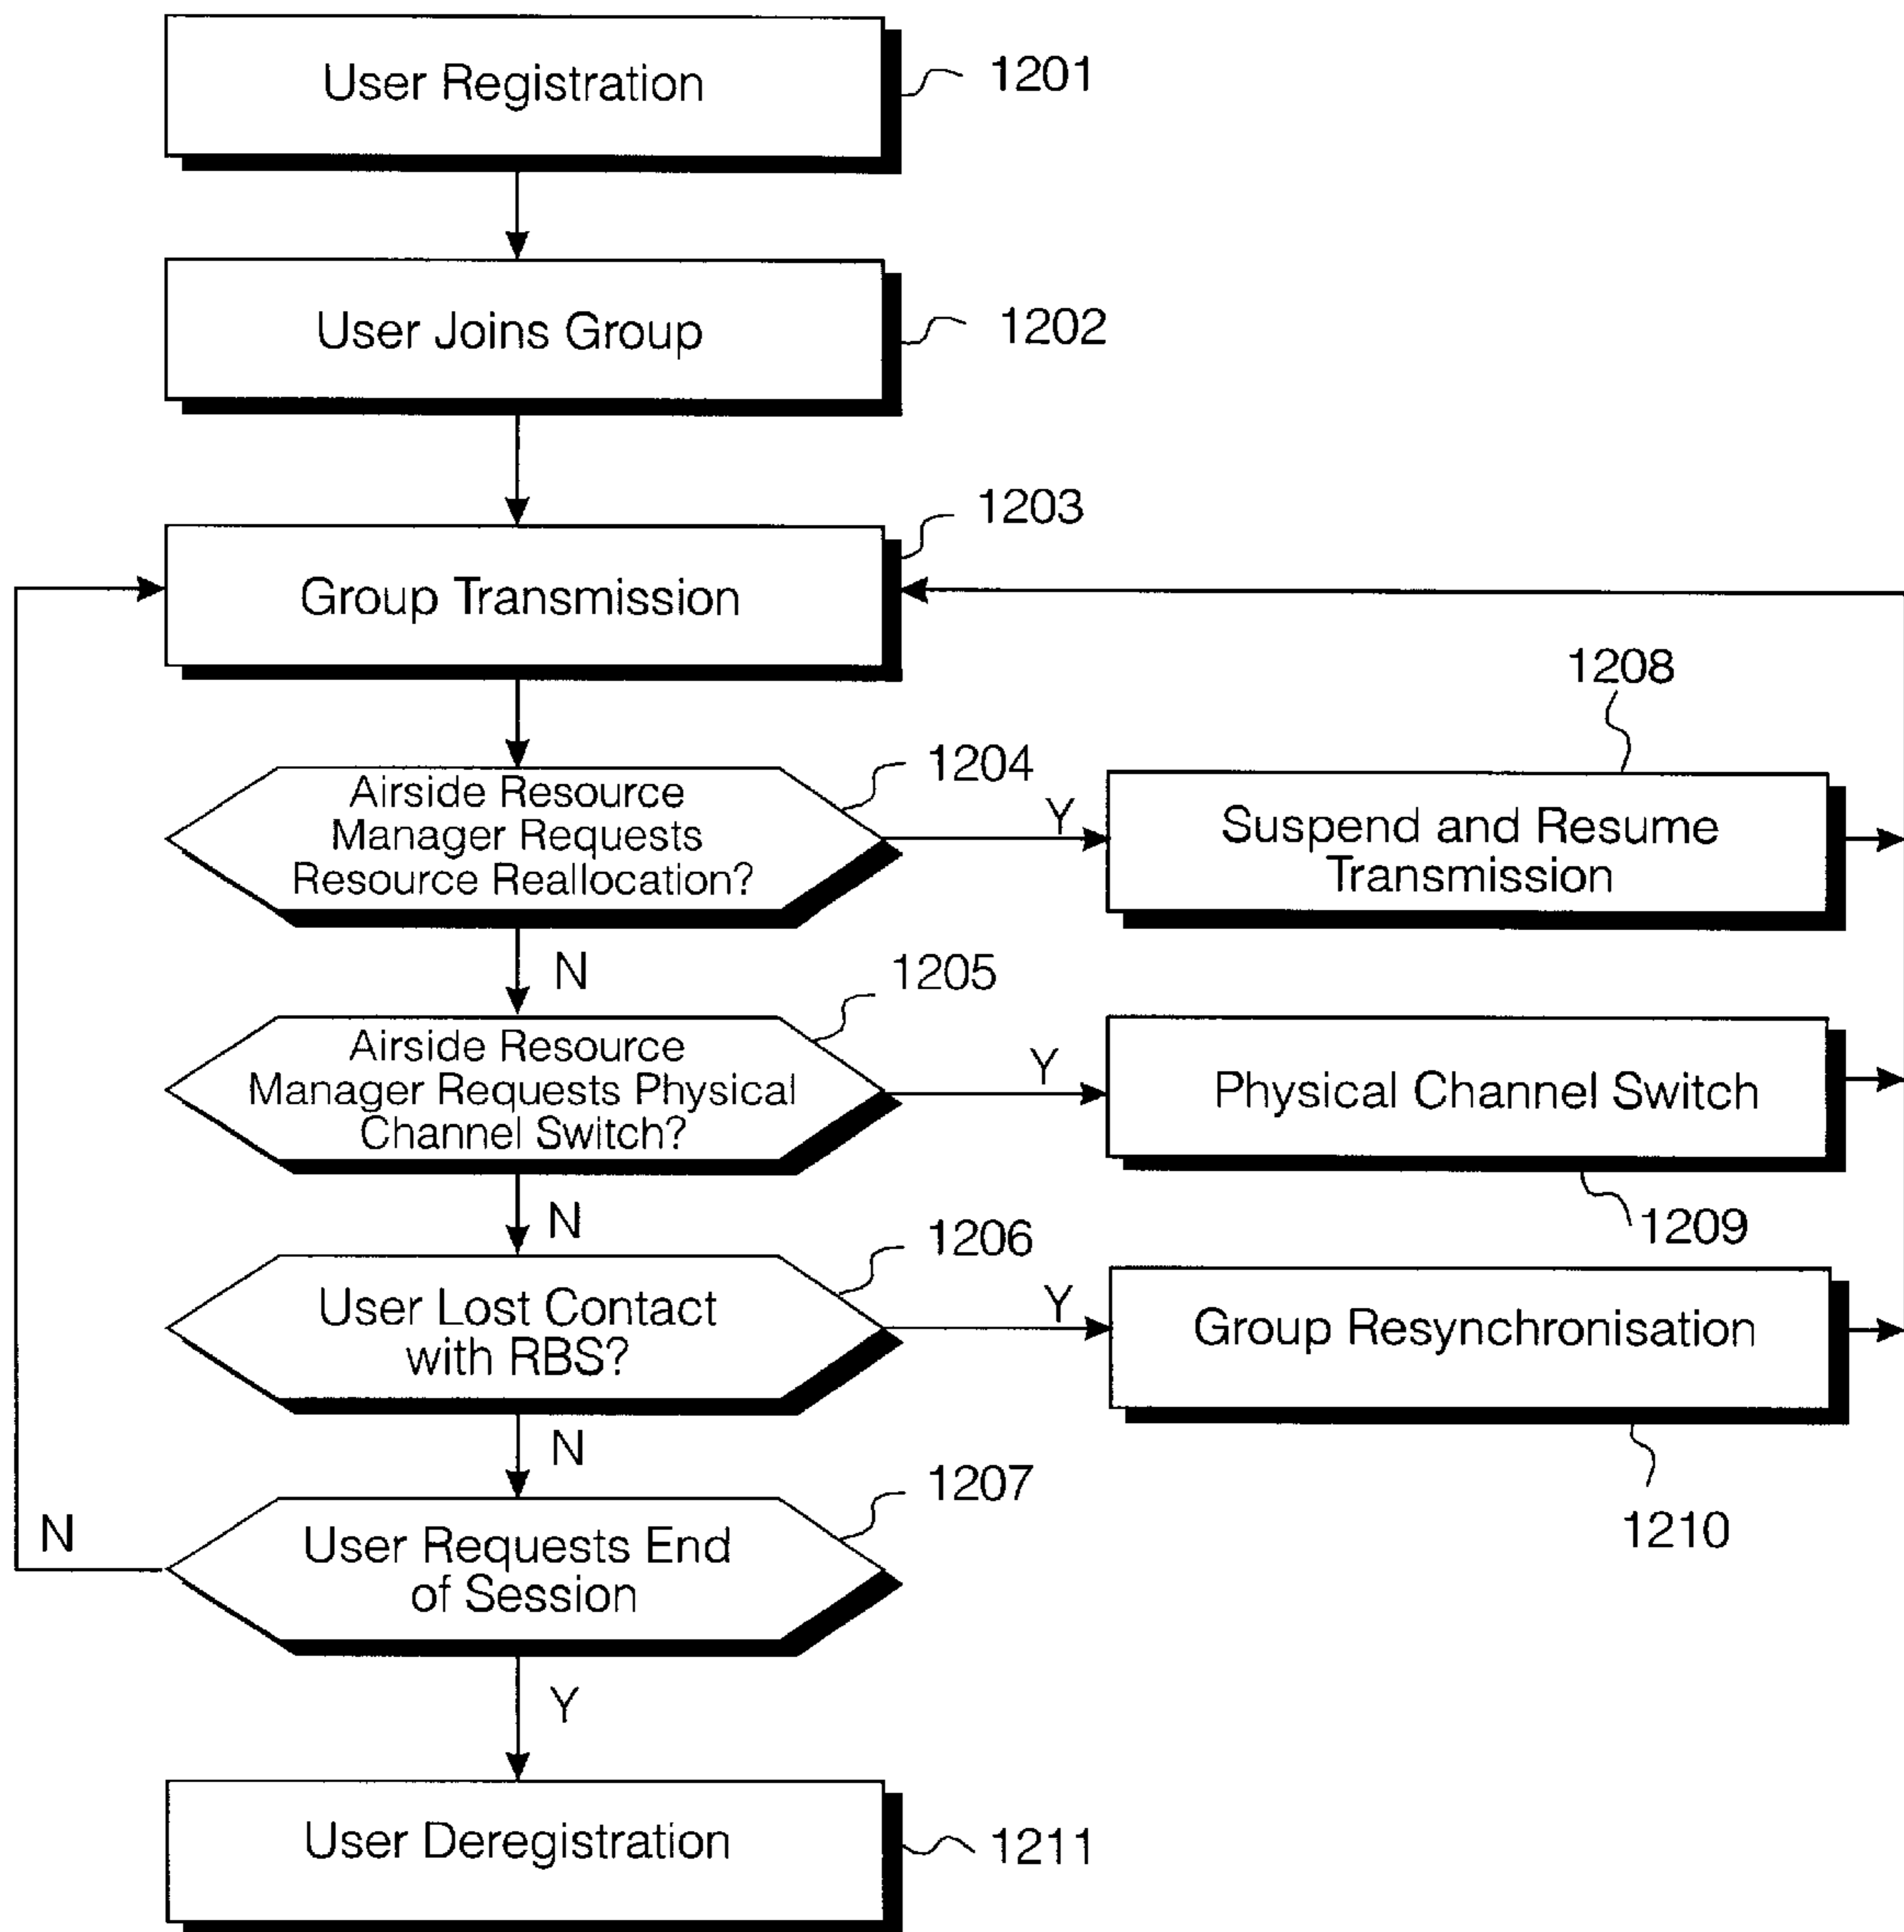 User Registration
1201
User Joins Group
1202
1203
Group Transmission
1208
1204
Airside Resource
Manager Requests
Resource Reallocation?
Y
Suspend and Resume
Transmission
N
1205
Airside Resource
Manager Requests Physical
Channel Switch?
Y
Physical Channel Switch
1209
N
1206
User Lost Contact
with RBS?
Y
Group Resynchronisation
1210
N
1207
User Requests End
of Session
N
Y
User Deregistration
1211